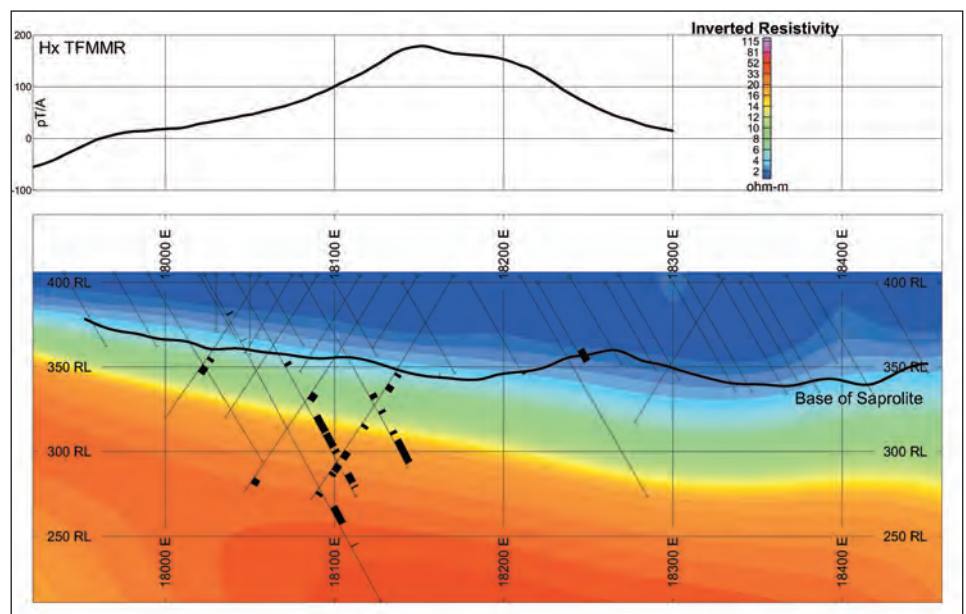 Hx TFMMR
200
100
0
-100
pT/A
Inverted Resistivity
115
81
52
33
20
16
14
12
10
8
6
4
2
ohm-m
18000 E
18100 E
18200 E
18300 E
18400 E
400 RL
400 RL
350 RL
350 RL
Base of Saprolite
300 RL
300 RL
250 RL
250 RL
18000 E
18100 E
18200 E
18300 E
18400 E